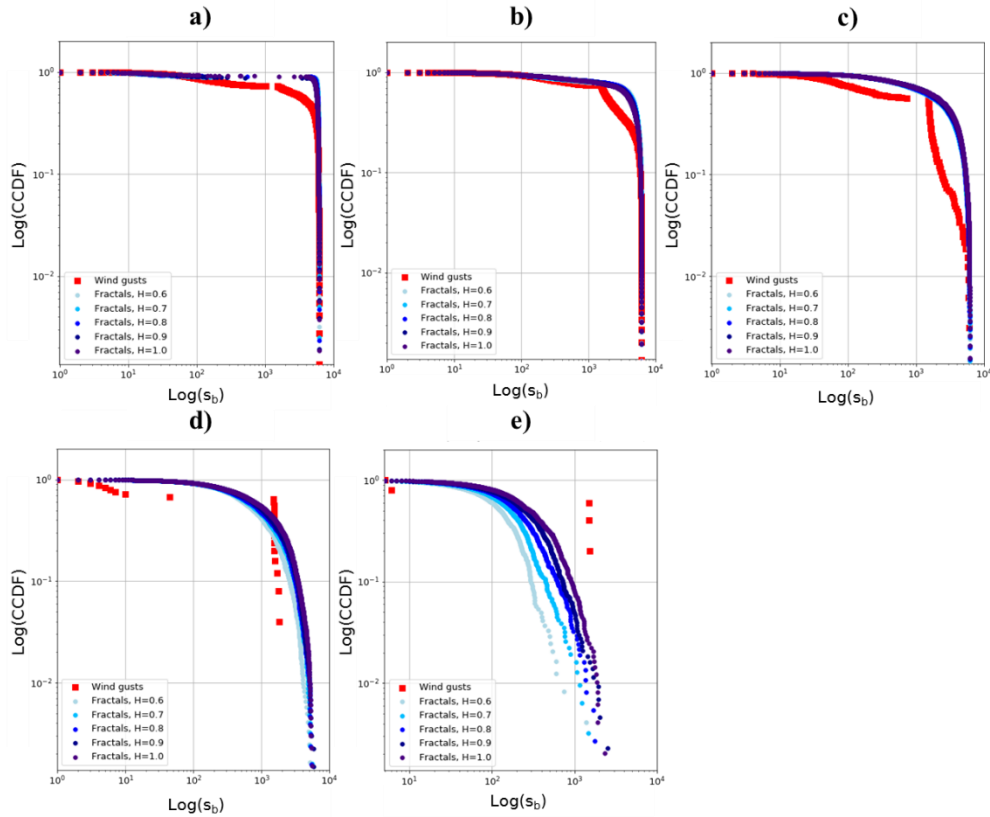 a)
b)
c)
Log(CCDF)
10⁰
10⁻¹
10⁻²
Wind gusts
Fractals, H=0.6
Fractals, H=0.7
Fractals, H=0.8
Fractals, H=0.9
Fractals, H=1.0
10⁰
10¹
10²
10³
10⁴
Log(s_b)
Log(CCDF)
10⁰
10⁻¹
10⁻²
Wind gusts
Fractals, H=0.6
Fractals, H=0.7
Fractals, H=0.8
Fractals, H=0.9
Fractals, H=1.0
10⁰
10¹
10²
10³
10⁴
Log(s_b)
Log(CCDF)
10⁰
10⁻¹
10⁻²
Wind gusts
Fractals, H=0.6
Fractals, H=0.7
Fractals, H=0.8
Fractals, H=0.9
Fractals, H=1.0
10⁰
10¹
10²
10³
10⁴
Log(s_b)
d)
e)
Log(CCDF)
10⁰
10⁻¹
10⁻²
Wind gusts
Fractals, H=0.6
Fractals, H=0.7
Fractals, H=0.8
Fractals, H=0.9
Fractals, H=1.0
10⁰
10¹
10²
10³
10⁴
Log(s_b)
Log(CCDF)
10⁰
10⁻¹
10⁻²
Wind gusts
Fractals, H=0.6
Fractals, H=0.7
Fractals, H=0.8
Fractals, H=0.9
Fractals, H=1.0
10¹
10²
10³
10⁴
Log(s_b)